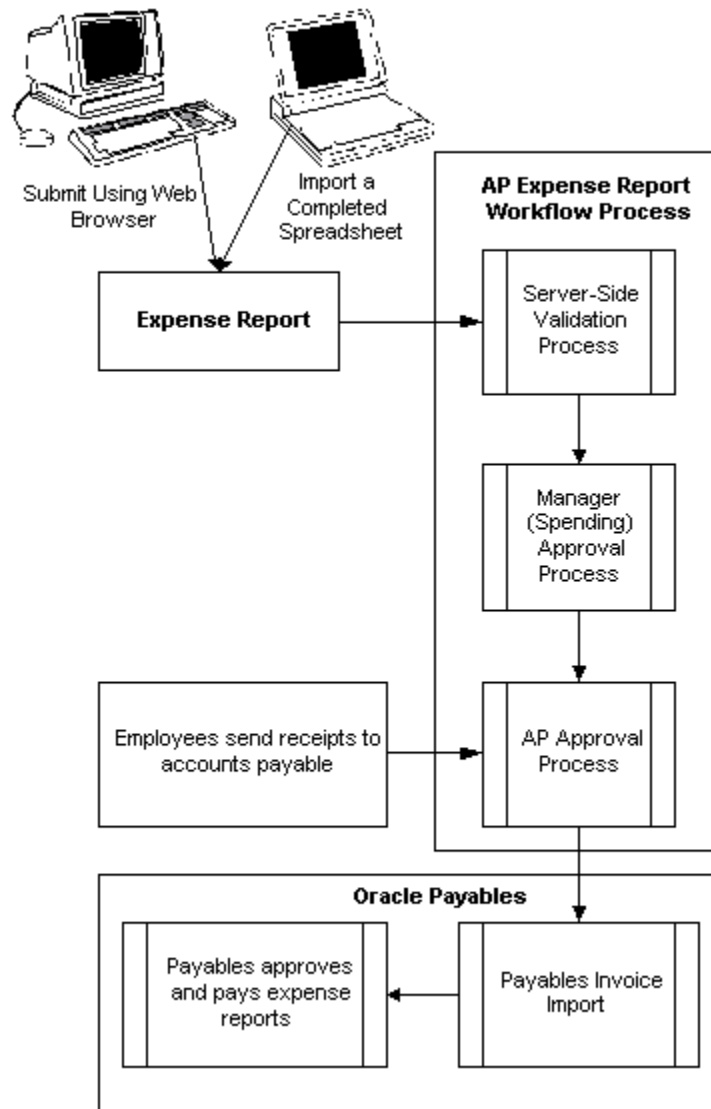 Submit Using Web
Browser
Import a
Completed
Spreadsheet
AP Expense Report
Workflow Process
Expense Report
Server-Side
Validation
Process
Manager
(Spending)
Approval
Process
Employees send receipts to
accounts payable
AP Approval
Process
Oracle Payables
Payables approves
and pays expense
reports
Payables Invoice
Import